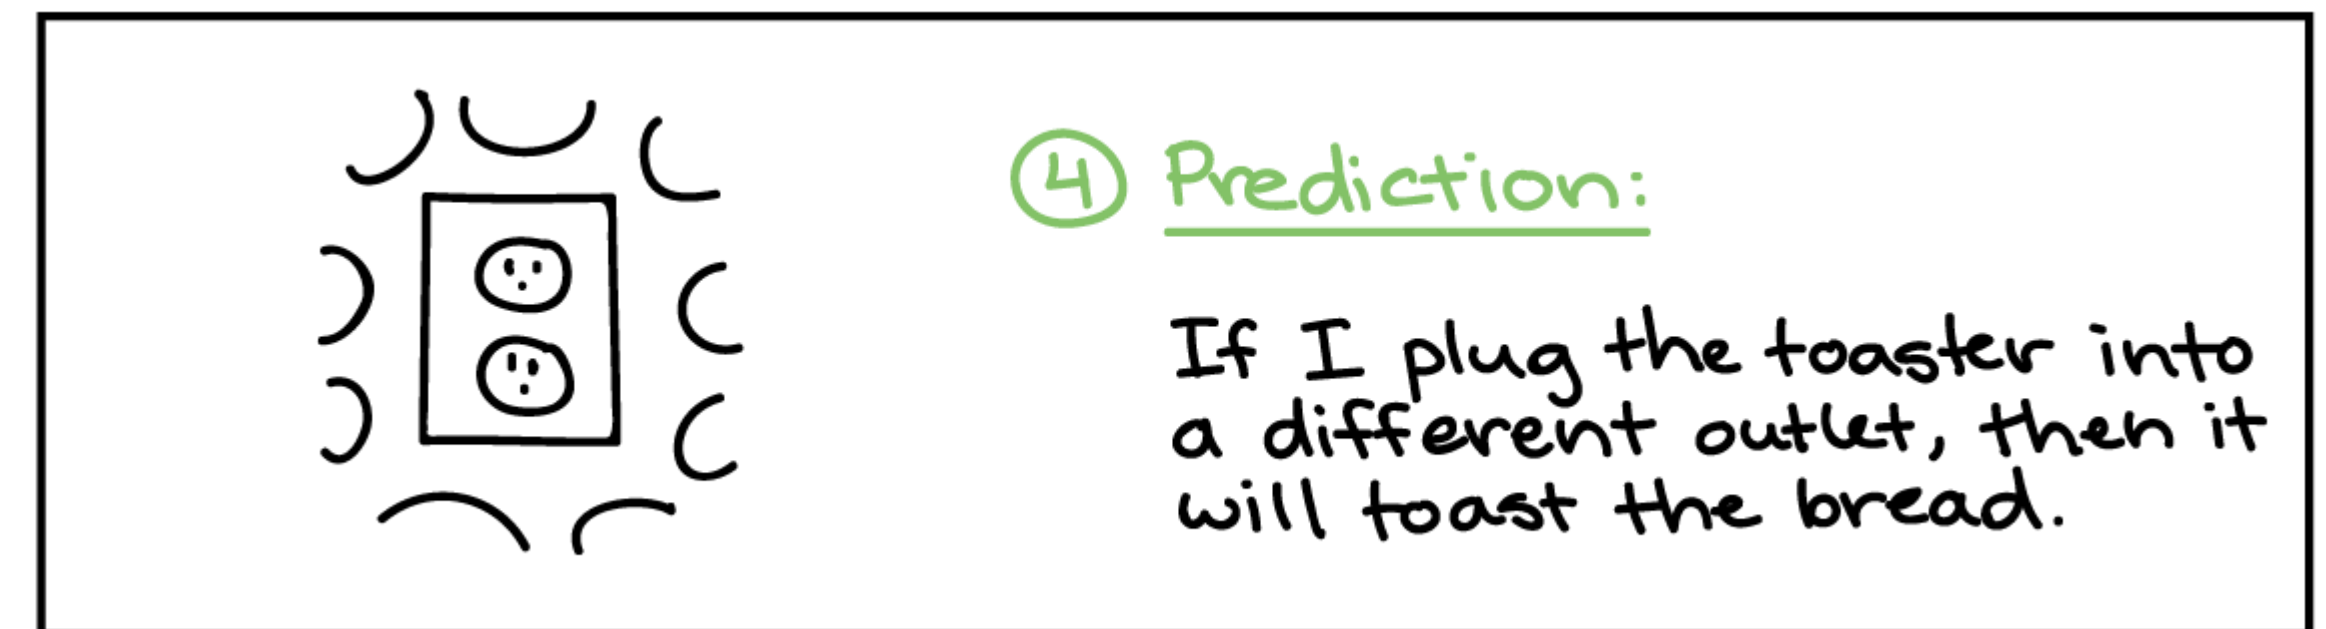 4 Prediction:
If I plug the toaster into
a different outlet, then it
will toast the bread.